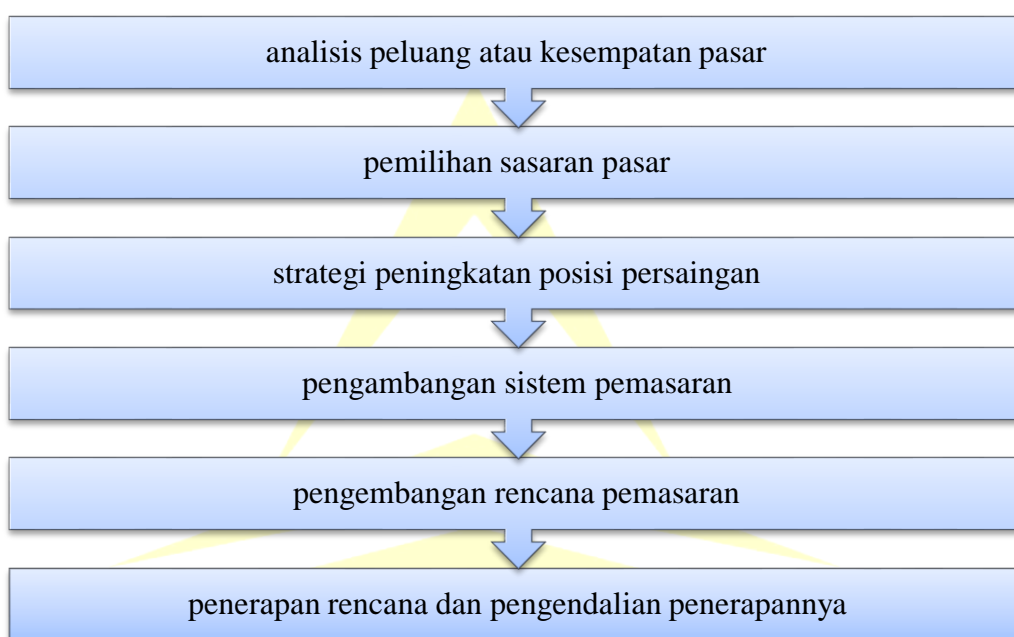 analisis peluang atau kesempatan pasar
pemilihan sasaran pasar
strategi peningkatan posisi persaingan
pengambangan sistem pemasaran
pengembangan rencana pemasaran
penerapan rencana dan pengendalian penerapannya